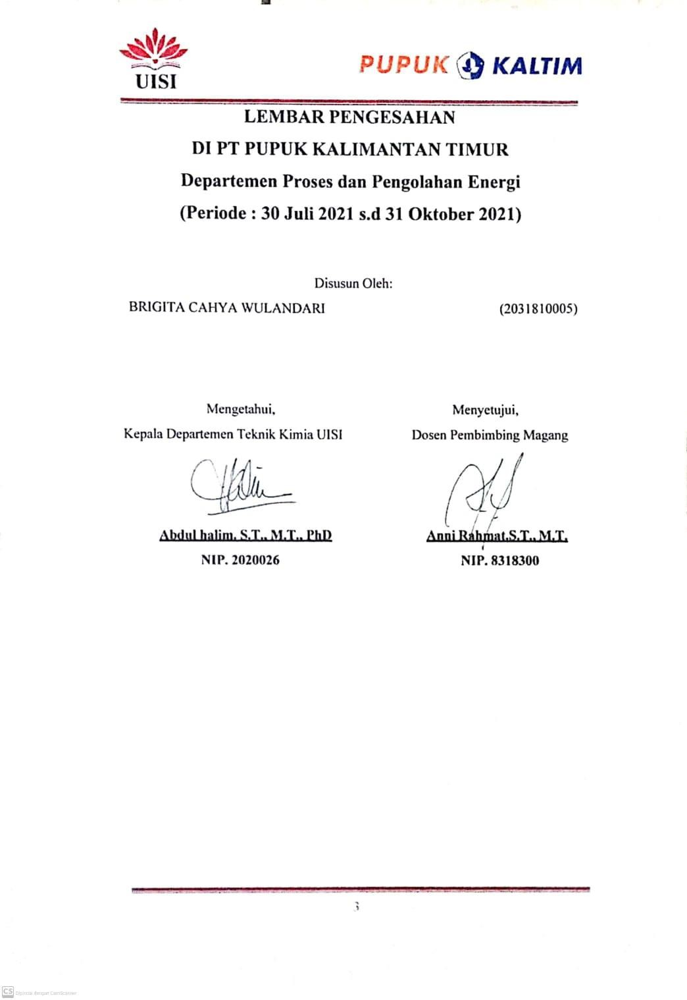 UISI
PUPUK KALTIM
LEMBAR PENGESAHAN
DI PT PUPUK KALIMANTAN TIMUR
Departemen Proses dan Pengolahan Energi
(Periode : 30 Juli 2021 s.d 31 Oktober 2021)
Disusun Oleh:
BRIGITA CAHYA WULANDARI (2031810005)
Mengetahui, Menyetujui,
Kepala Departemen Teknik Kimia UISI Dosen Pembimbing Magang
Abdul halim, S.T., M.T., PhD Anni Rahmat,S.T., M.T.
NIP. 2020026 NIP. 8318300
3
CS Dipindai dengan CamScanner